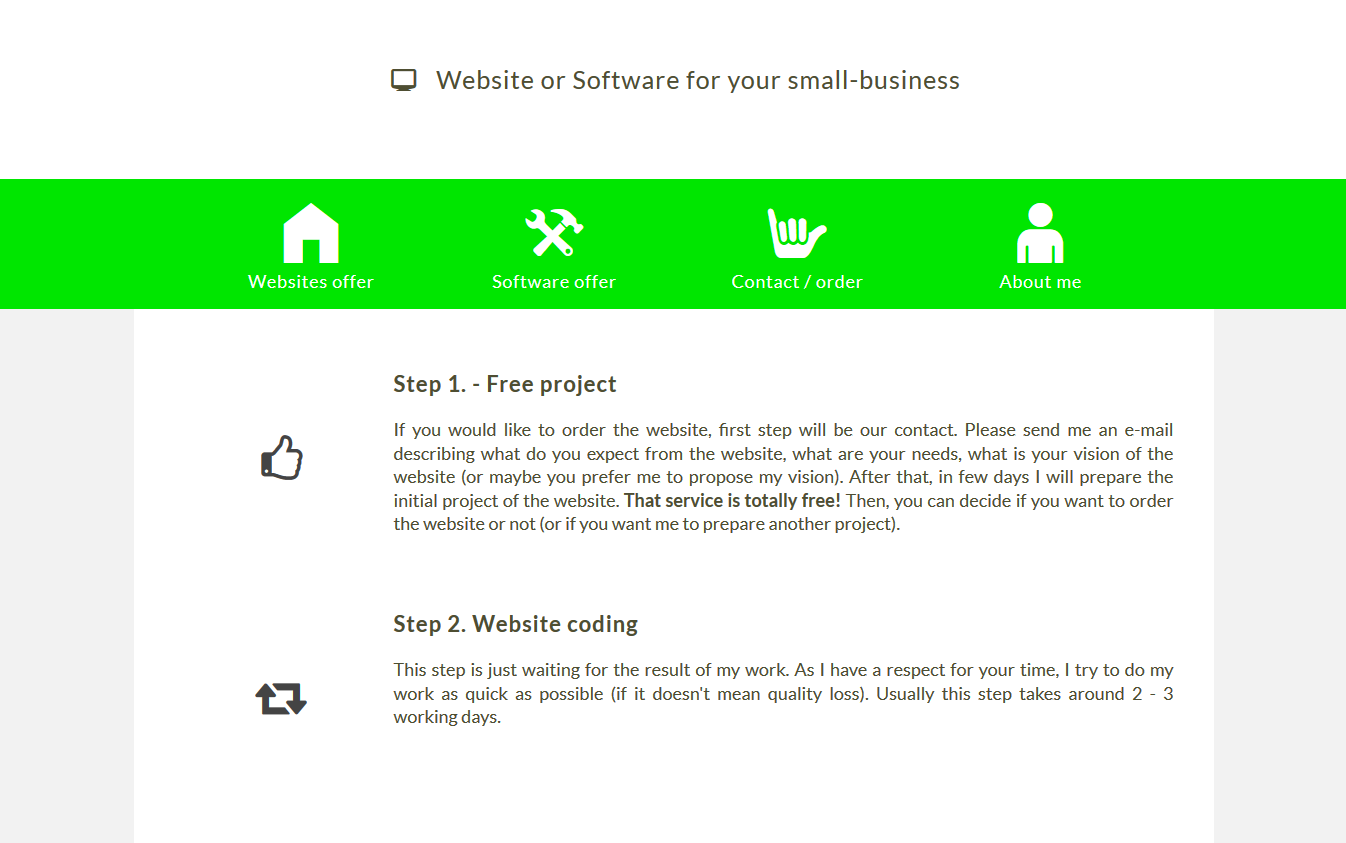 Website or Software for your small-business
Websites offer
Software offer
Contact / order
About me
Step 1. - Free project
If you would like to order the website, first step will be our contact. Please send me an e-mail
describing what do you expect from the website, what are your needs, what is your vision of the
website (or maybe you prefer me to propose my vision). After that, in few days I will prepare the
initial project of the website. That service is totally free! Then, you can decide if you want to order
the website or not (or if you want me to prepare another project).
Step 2. Website coding
This step is just waiting for the result of my work. As I have a respect for your time, I try to do my
work as quick as possible (if it doesn't mean quality loss). Usually this step takes around 2 - 3
working days.